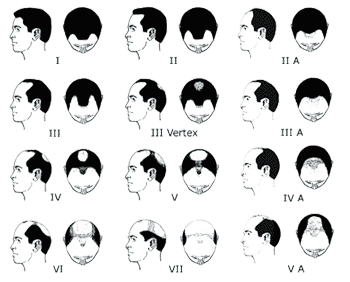 I II II A
III III Vertex III A
IV V IV A
VI VII V A